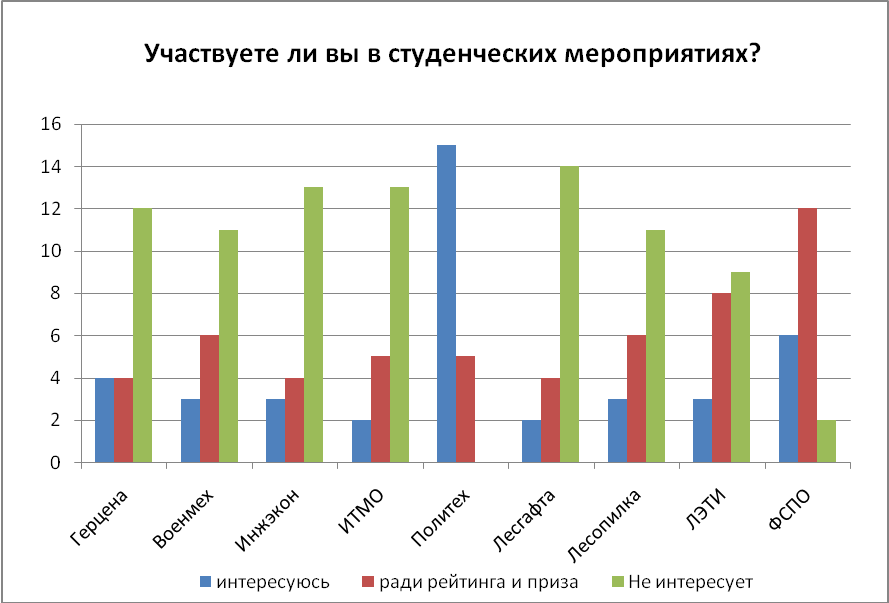 Участвуете ли вы в студенческих мероприятиях?
16
14
12
10
8
6
4
2
0
Герцена
Военмех
Инжэкон
ИТМО
Политех
Лесгафта
Лесопилка
ЛЭТИ
ФСПО
интересуюсь
ради рейтинга и приза
Не интересует